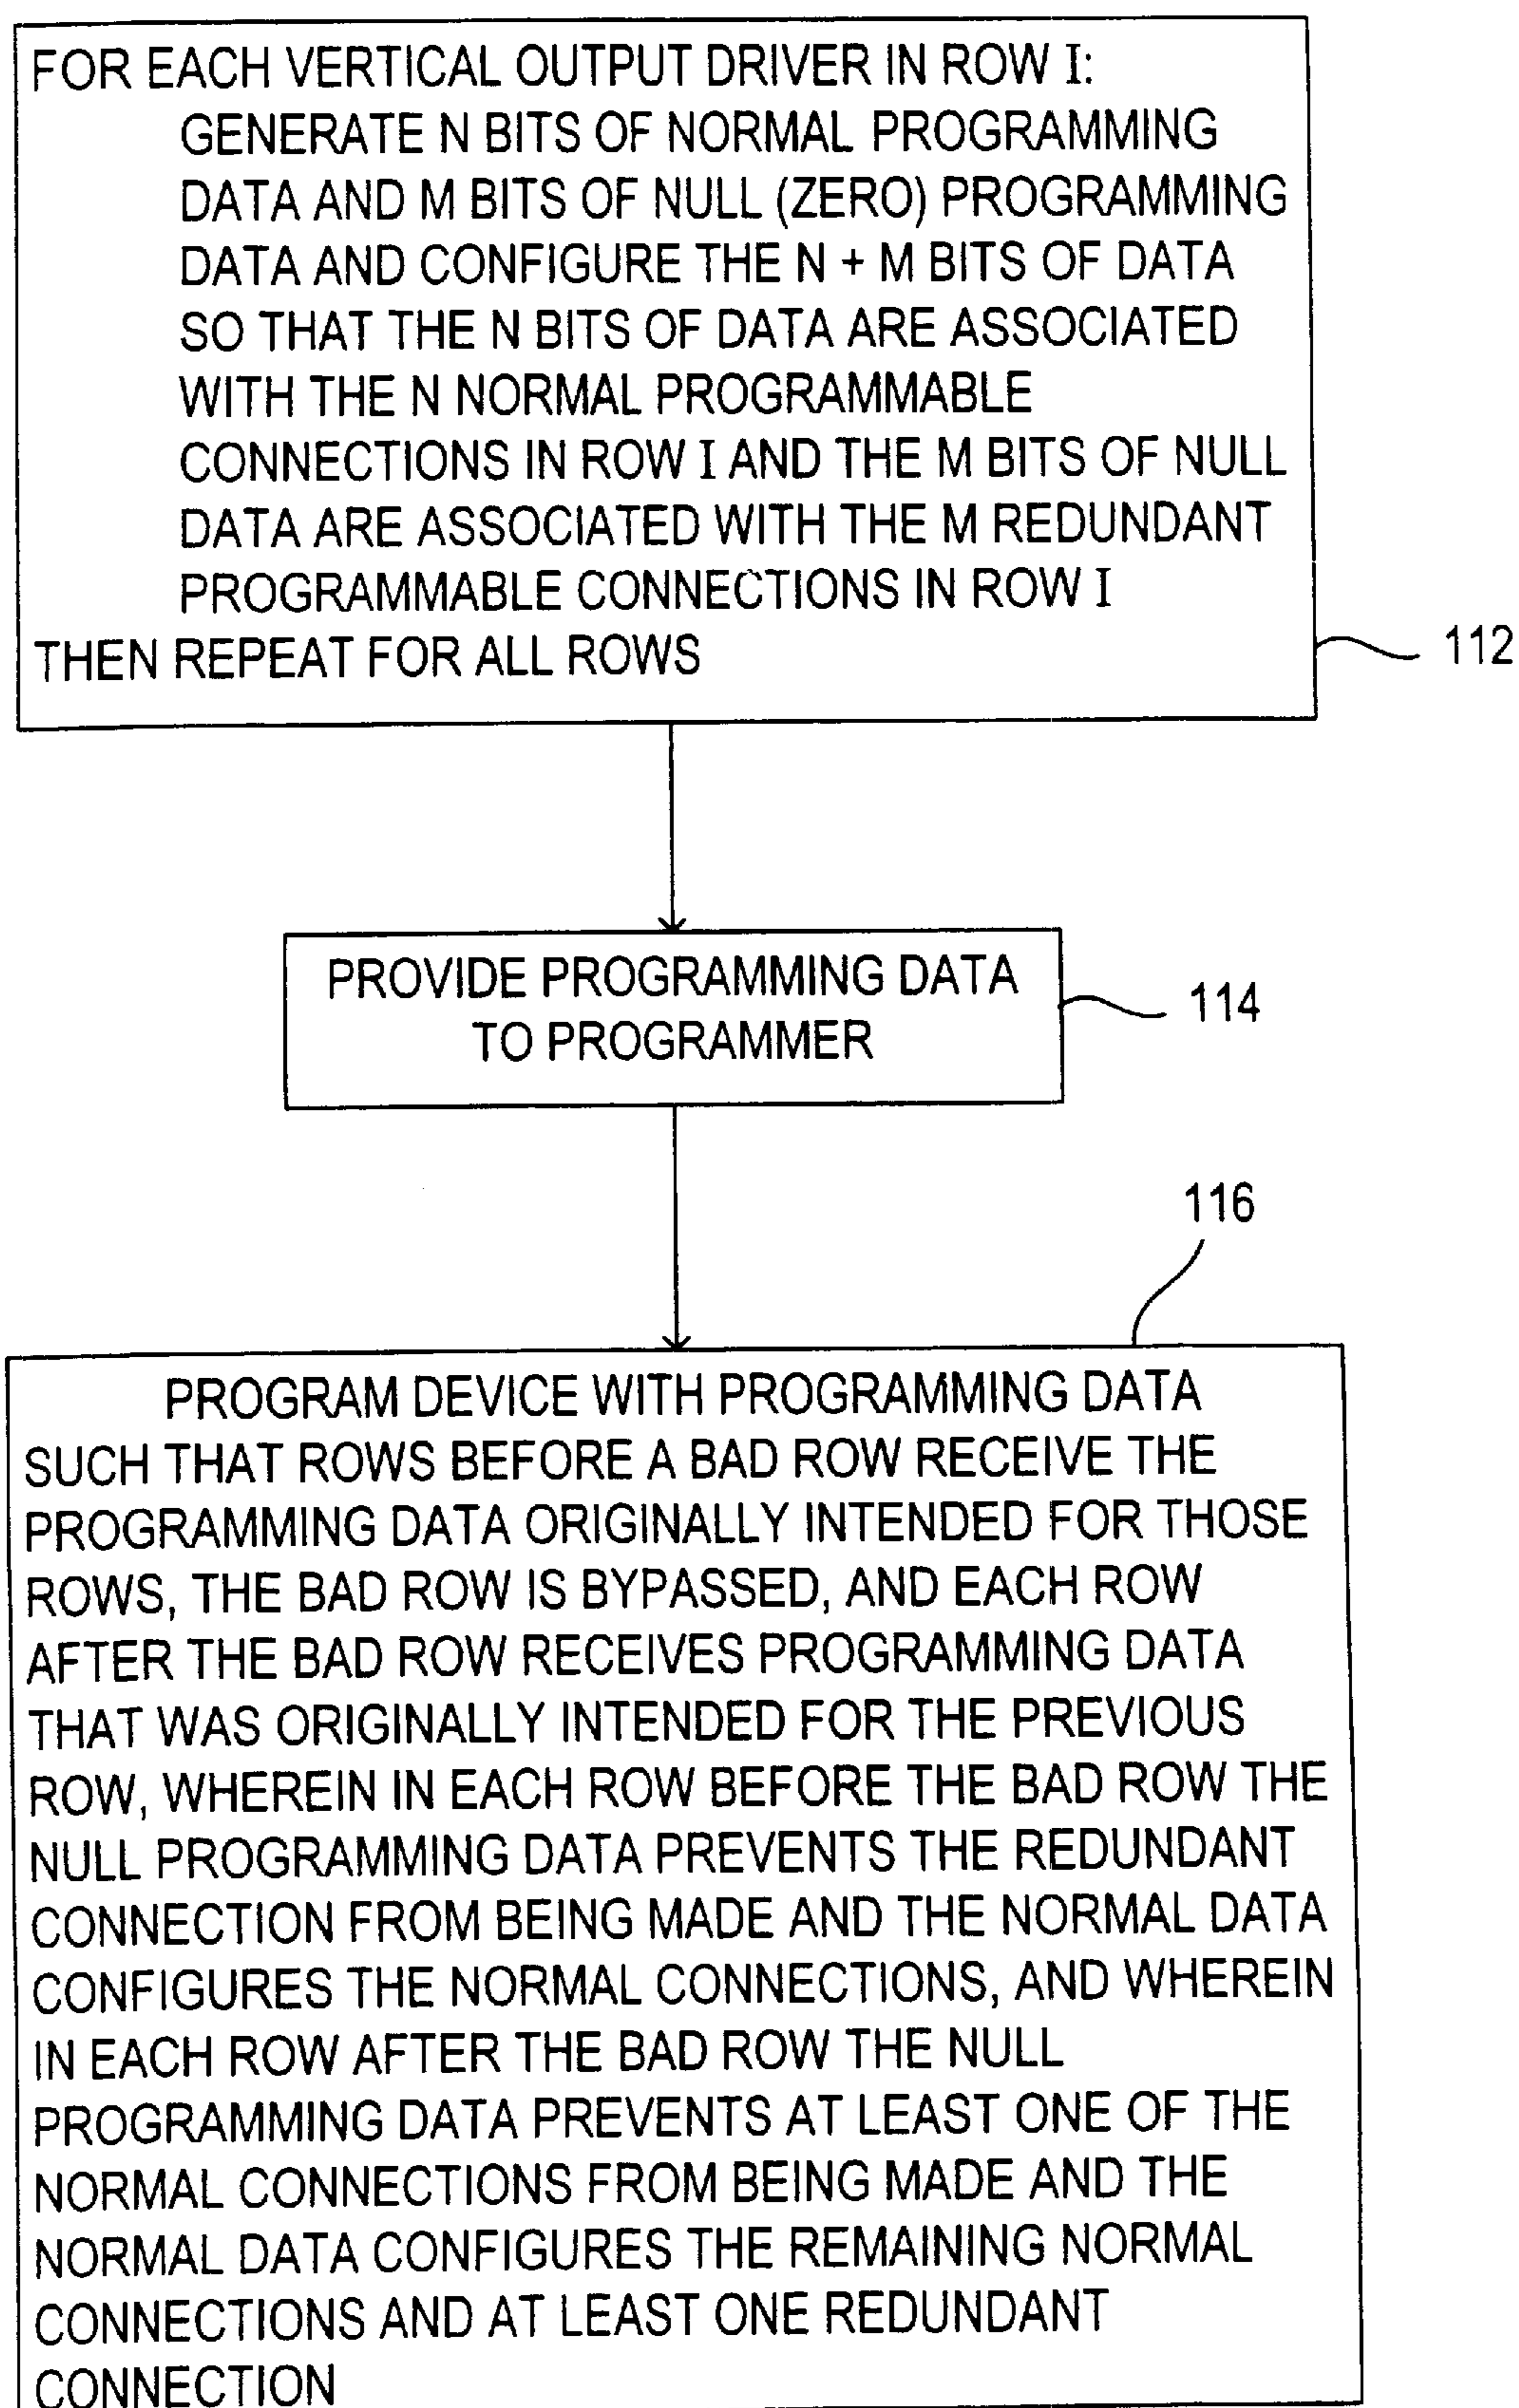 FOR EACH VERTICAL OUTPUT DRIVER IN ROW I:
GENERATE N BITS OF NORMAL PROGRAMMING
DATA AND M BITS OF NULL (ZERO) PROGRAMMING
DATA AND CONFIGURE THE N + M BITS OF DATA
SO THAT THE N BITS OF DATA ARE ASSOCIATED
WITH THE N NORMAL PROGRAMMABLE
CONNECTIONS IN ROW I AND THE M BITS OF NULL
DATA ARE ASSOCIATED WITH THE M REDUNDANT
PROGRAMMABLE CONNECTIONS IN ROW I
THEN REPEAT FOR ALL ROWS
112
PROVIDE PROGRAMMING DATA
TO PROGRAMMER
114
116
PROGRAM DEVICE WITH PROGRAMMING DATA
SUCH THAT ROWS BEFORE A BAD ROW RECEIVE THE
PROGRAMMING DATA ORIGINALLY INTENDED FOR THOSE
ROWS, THE BAD ROW IS BYPASSED, AND EACH ROW
AFTER THE BAD ROW RECEIVES PROGRAMMING DATA
THAT WAS ORIGINALLY INTENDED FOR THE PREVIOUS
ROW, WHEREIN IN EACH ROW BEFORE THE BAD ROW THE
NULL PROGRAMMING DATA PREVENTS THE REDUNDANT
CONNECTION FROM BEING MADE AND THE NORMAL DATA
CONFIGURES THE NORMAL CONNECTIONS, AND WHEREIN
IN EACH ROW AFTER THE BAD ROW THE NULL
PROGRAMMING DATA PREVENTS AT LEAST ONE OF THE
NORMAL CONNECTIONS FROM BEING MADE AND THE
NORMAL DATA CONFIGURES THE REMAINING NORMAL
CONNECTIONS AND AT LEAST ONE REDUNDANT
CONNECTION